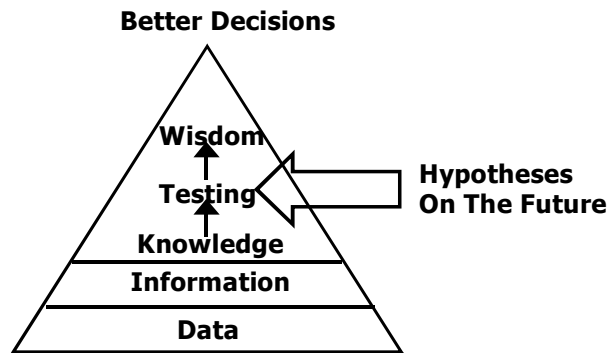 Better Decisions
Wisdom
Testing
Hypotheses
On The Future
Knowledge
Information
Data